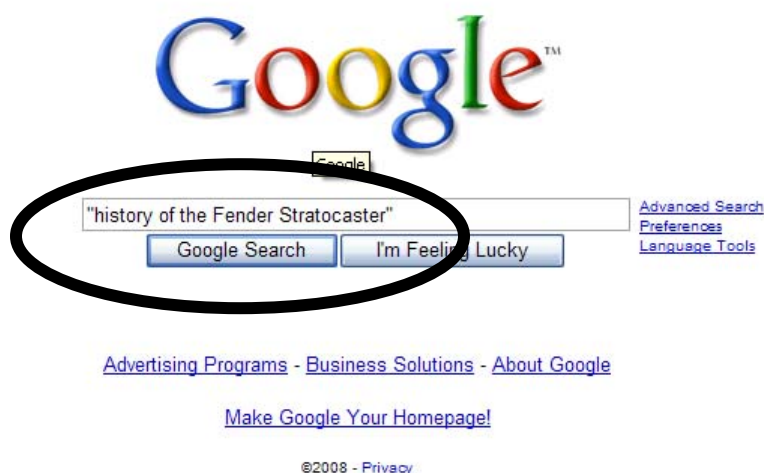 Google™
Google
"history of the Fender Stratocaster"
Advanced Search
Preferences
Language Tools
Google Search
I'm Feeling Lucky
Advertising Programs - Business Solutions - About Google
Make Google Your Homepage!
©2008 - Privacy